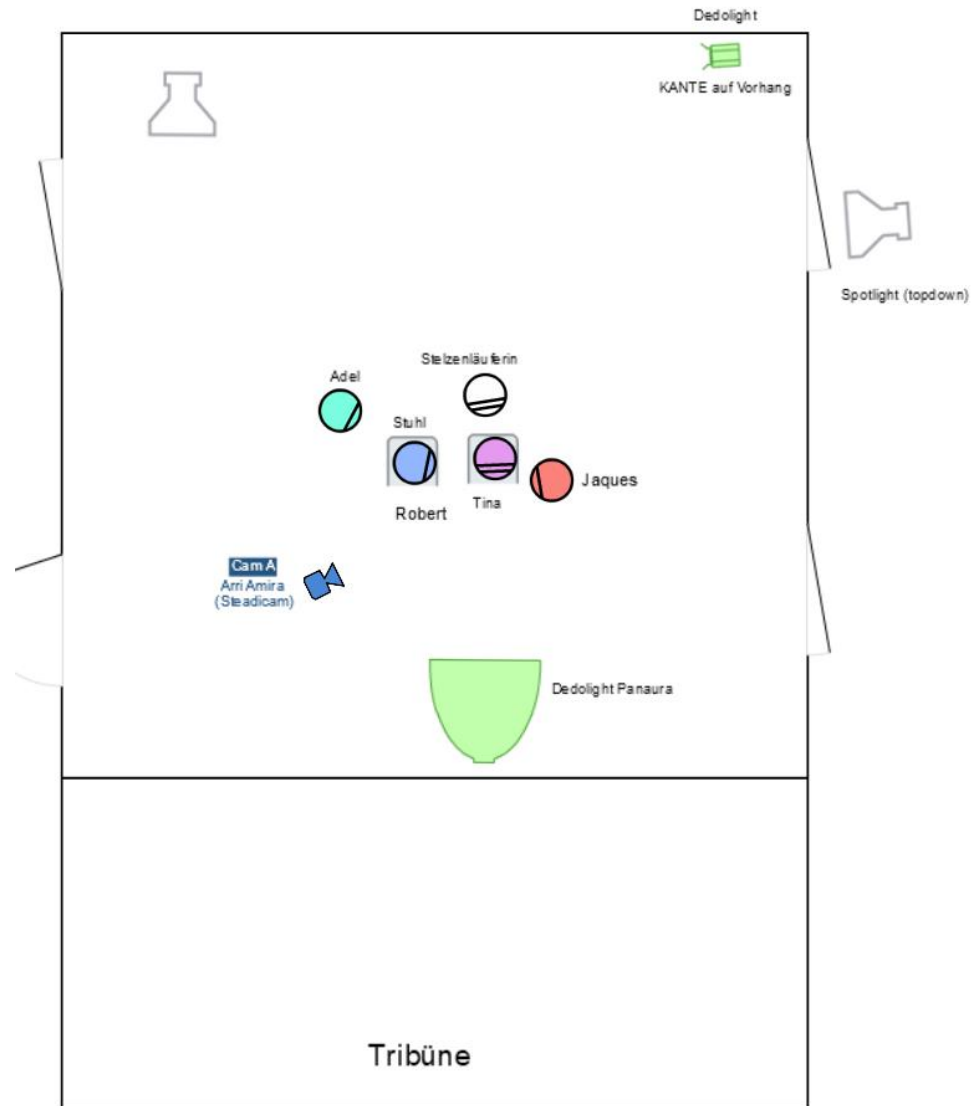 Dedolight
KANTE auf Vorhang
Spotlight (topdown)
Stelzenläuferin
Adel
Stuhl
Jaques
Tina
Robert
Cam A
Arri Amira
(Steadicam)
Dedolight Panaura
Tribüne